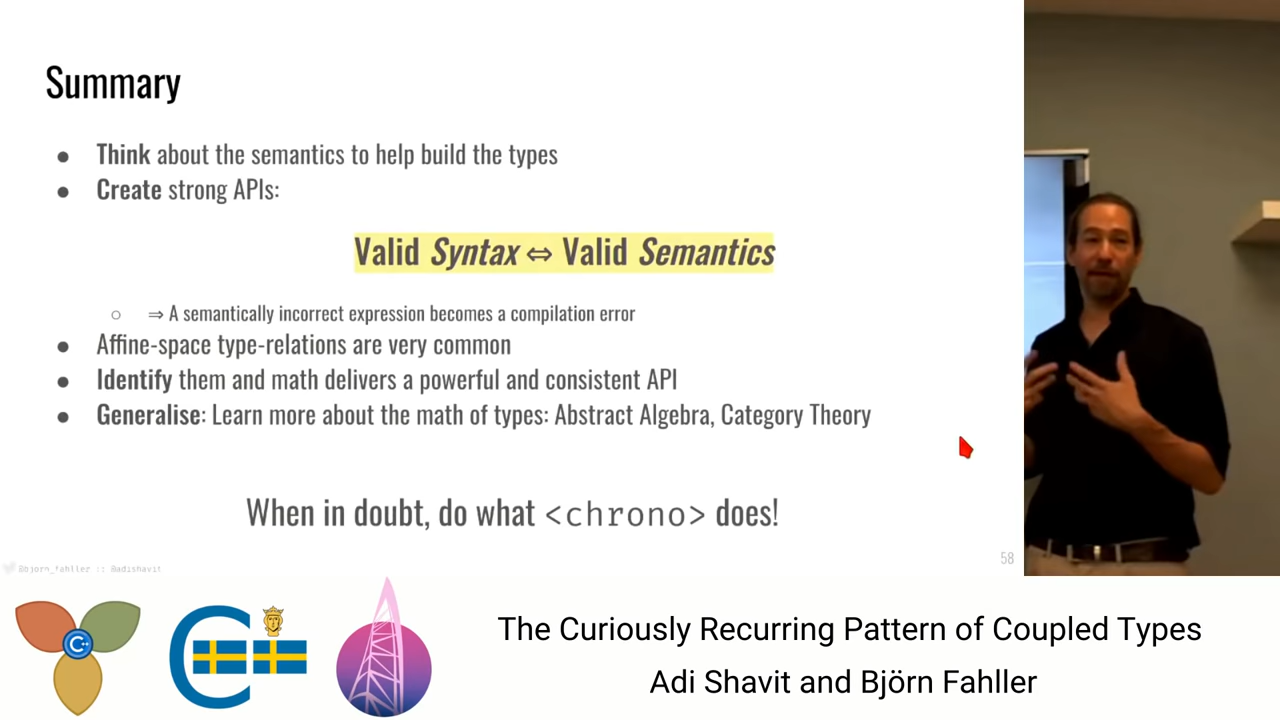 Summary
● Think about the semantics to help build the types
● Create strong APIs:
Valid Syntax ⇔ Valid Semantics
○ ⇒ A semantically incorrect expression becomes a compilation error
● Affine-space type-relations are very common
● Identify them and math delivers a powerful and consistent API
● Generalise: Learn more about the math of types: Abstract Algebra, Category Theory
When in doubt, do what <chrono> does!
58
@bjorn_fahller :: @adishavit
C++
The Curiously Recurring Pattern of Coupled Types
Adi Shavit and Björn Fahller